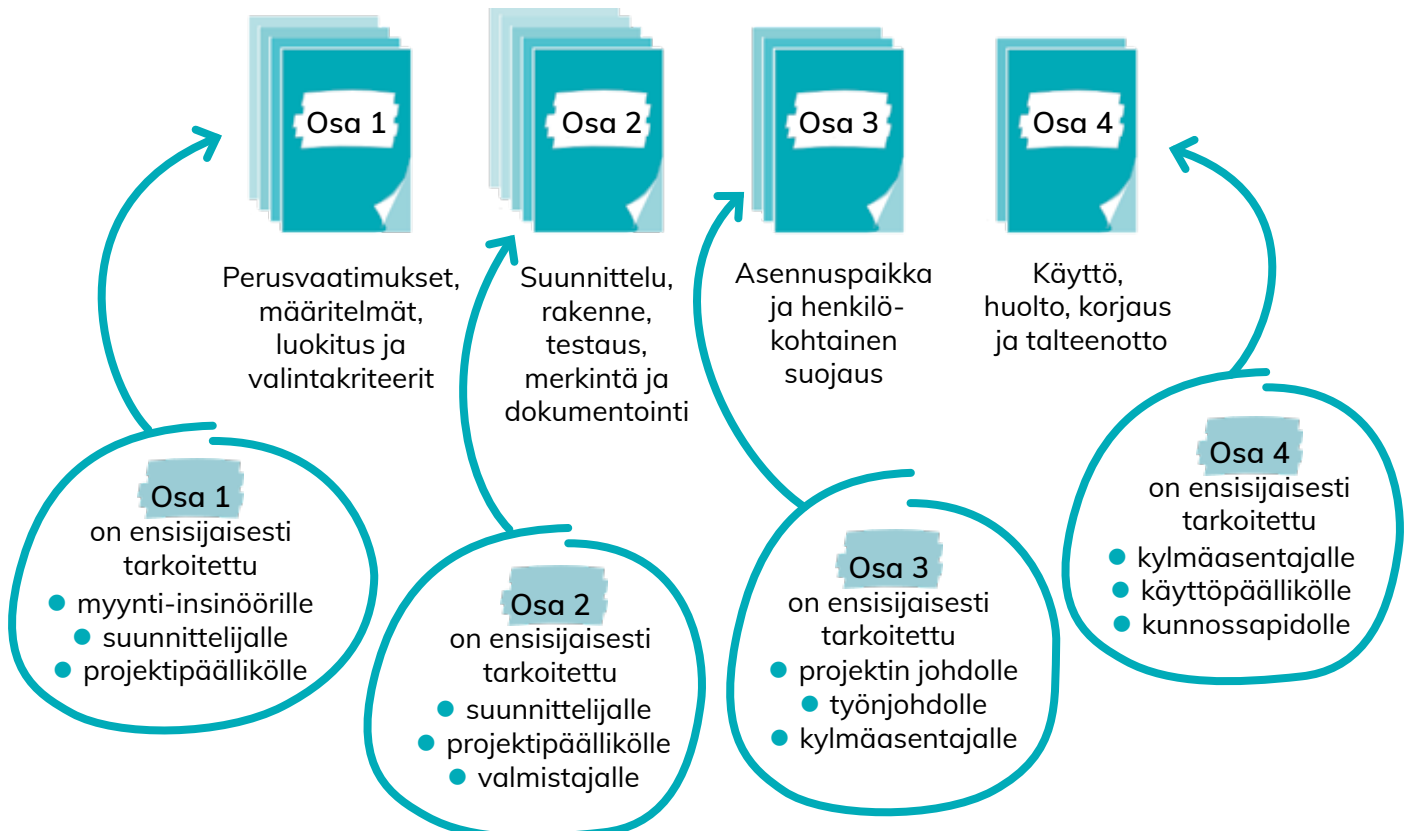 Osa 1
Osa 2
Osa 3
Osa 4
Perusvaatimukset,
määritelmät,
luokitus ja
valintakriteerit
Suunnittelu,
rakenne,
testaus,
merkintä ja
dokumentointi
Asennuspaikka
ja henkilö-
kohtainen
suojaus
Käyttö,
huolto, korjaus
ja talteenotto
Osa 1
on ensisijaisesti
tarkoitettu
myynti-insinöörille
suunnittelijalle
projektipäällikölle
Osa 2
on ensisijaisesti
tarkoitettu
suunnittelijalle
projektipäällikölle
valmistajalle
Osa 3
on ensisijaisesti
tarkoitettu
projektin johdolle
työnjohdolle
kylmäasentajalle
Osa 4
on ensisijaisesti
tarkoitettu
kylmäasentajalle
käyttöpäällikölle
kunnossapidolle